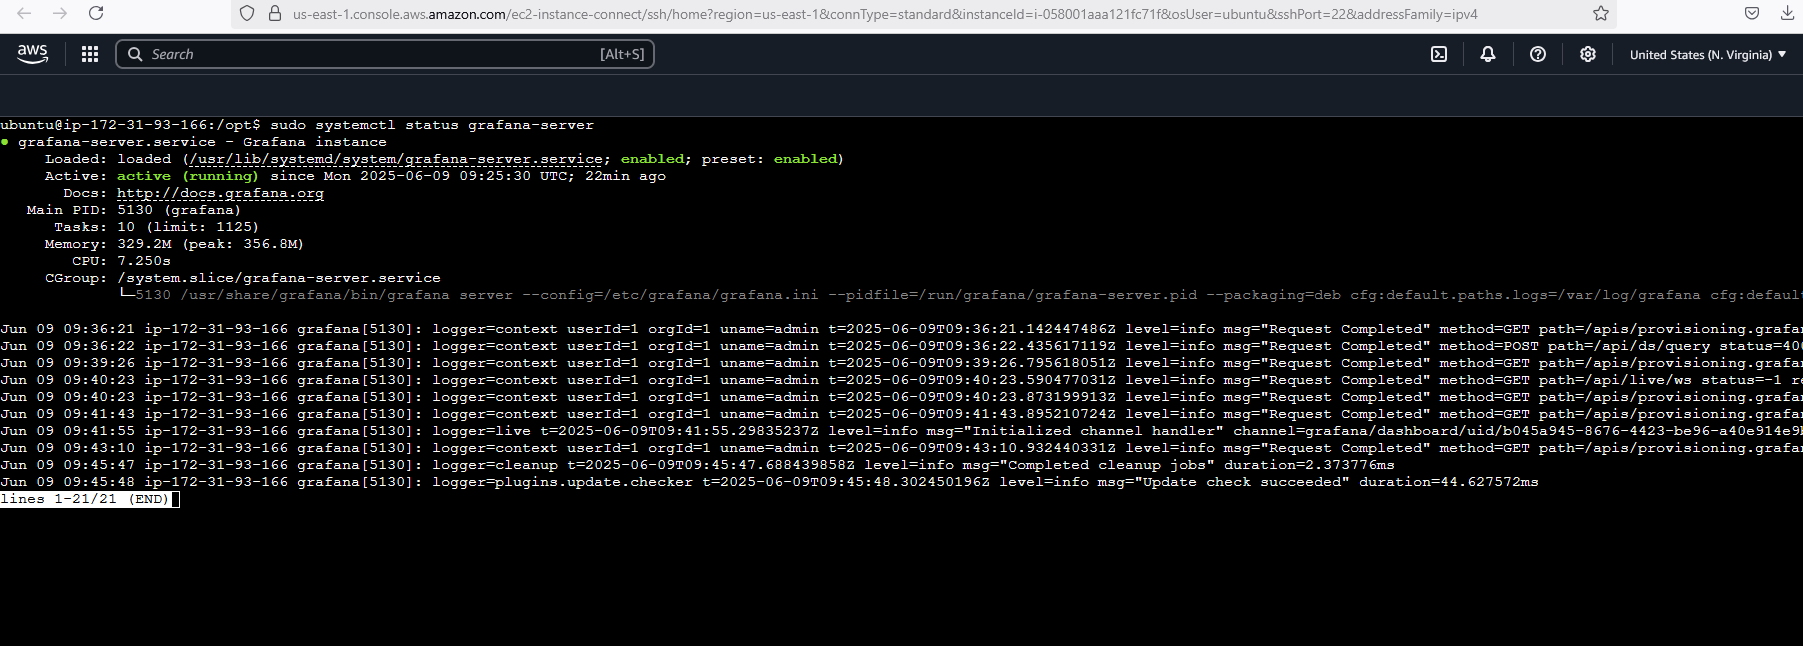 us-east-1.console.aws.amazon.com/ec2-instance-connect/ssh/home?region=us-east-1&connType=standard&instanceId=i-058001aaa121fc71f&osUser=ubuntu&sshPort=22&addressFamily=ipv4
aws Search [Alt+S] United States (N. Virginia)
ubuntu@ip-172-31-93-166:/opt$ sudo systemctl status grafana-server
● grafana-server.service - Grafana instance
Loaded: loaded (/usr/lib/systemd/system/grafana-server.service; enabled; preset: enabled)
Active: active (running) since Mon 2025-06-09 09:25:30 UTC; 22min ago
Docs: http://docs.grafana.org
Main PID: 5130 (grafana)
Tasks: 10 (limit: 1125)
Memory: 329.2M (peak: 356.8M)
CPU: 7.250s
CGroup: /system.slice/grafana-server.service
└─5130 /usr/share/grafana/bin/grafana server --config=/etc/grafana/grafana.ini --pidfile=/run/grafana/grafana-server.pid --packaging=deb cfg:default.paths.logs=/var/log/grafana cfg:default
Jun 09 09:36:21 ip-172-31-93-166 grafana[5130]: logger=context userId=1 orgId=1 uname=admin t=2025-06-09T09:36:21.142447486Z level=info msg="Request Completed" method=GET path=/apis/provisioning.grafan
Jun 09 09:36:22 ip-172-31-93-166 grafana[5130]: logger=context userId=1 orgId=1 uname=admin t=2025-06-09T09:36:22.435617119Z level=info msg="Request Completed" method=POST path=/api/ds/query status=400
Jun 09 09:39:26 ip-172-31-93-166 grafana[5130]: logger=context userId=1 orgId=1 uname=admin t=2025-06-09T09:39:26.795618051Z level=info msg="Request Completed" method=GET path=/apis/provisioning.grafan
Jun 09 09:40:23 ip-172-31-93-166 grafana[5130]: logger=context userId=1 orgId=1 uname=admin t=2025-06-09T09:40:23.590477031Z level=info msg="Request Completed" method=GET path=/api/live/ws status=-1 re
Jun 09 09:40:23 ip-172-31-93-166 grafana[5130]: logger=context userId=1 orgId=1 uname=admin t=2025-06-09T09:40:23.873199913Z level=info msg="Request Completed" method=GET path=/apis/provisioning.grafan
Jun 09 09:41:43 ip-172-31-93-166 grafana[5130]: logger=context userId=1 orgId=1 uname=admin t=2025-06-09T09:41:43.895210724Z level=info msg="Request Completed" method=GET path=/apis/provisioning.grafan
Jun 09 09:41:55 ip-172-31-93-166 grafana[5130]: logger=live t=2025-06-09T09:41:55.29835237Z level=info msg="Initialized channel handler" channel=grafana/dashboard/uid/b045a945-8676-4423-be96-a40e914e9b
Jun 09 09:43:10 ip-172-31-93-166 grafana[5130]: logger=context userId=1 orgId=1 uname=admin t=2025-06-09T09:43:10.932440331Z level=info msg="Request Completed" method=GET path=/apis/provisioning.grafan
Jun 09 09:45:47 ip-172-31-93-166 grafana[5130]: logger=cleanup t=2025-06-09T09:45:47.688439858Z level=info msg="Completed cleanup jobs" duration=2.373776ms
Jun 09 09:45:48 ip-172-31-93-166 grafana[5130]: logger=plugins.update.checker t=2025-06-09T09:45:48.302450196Z level=info msg="Update check succeeded" duration=44.627572ms
lines 1-21/21 (END)